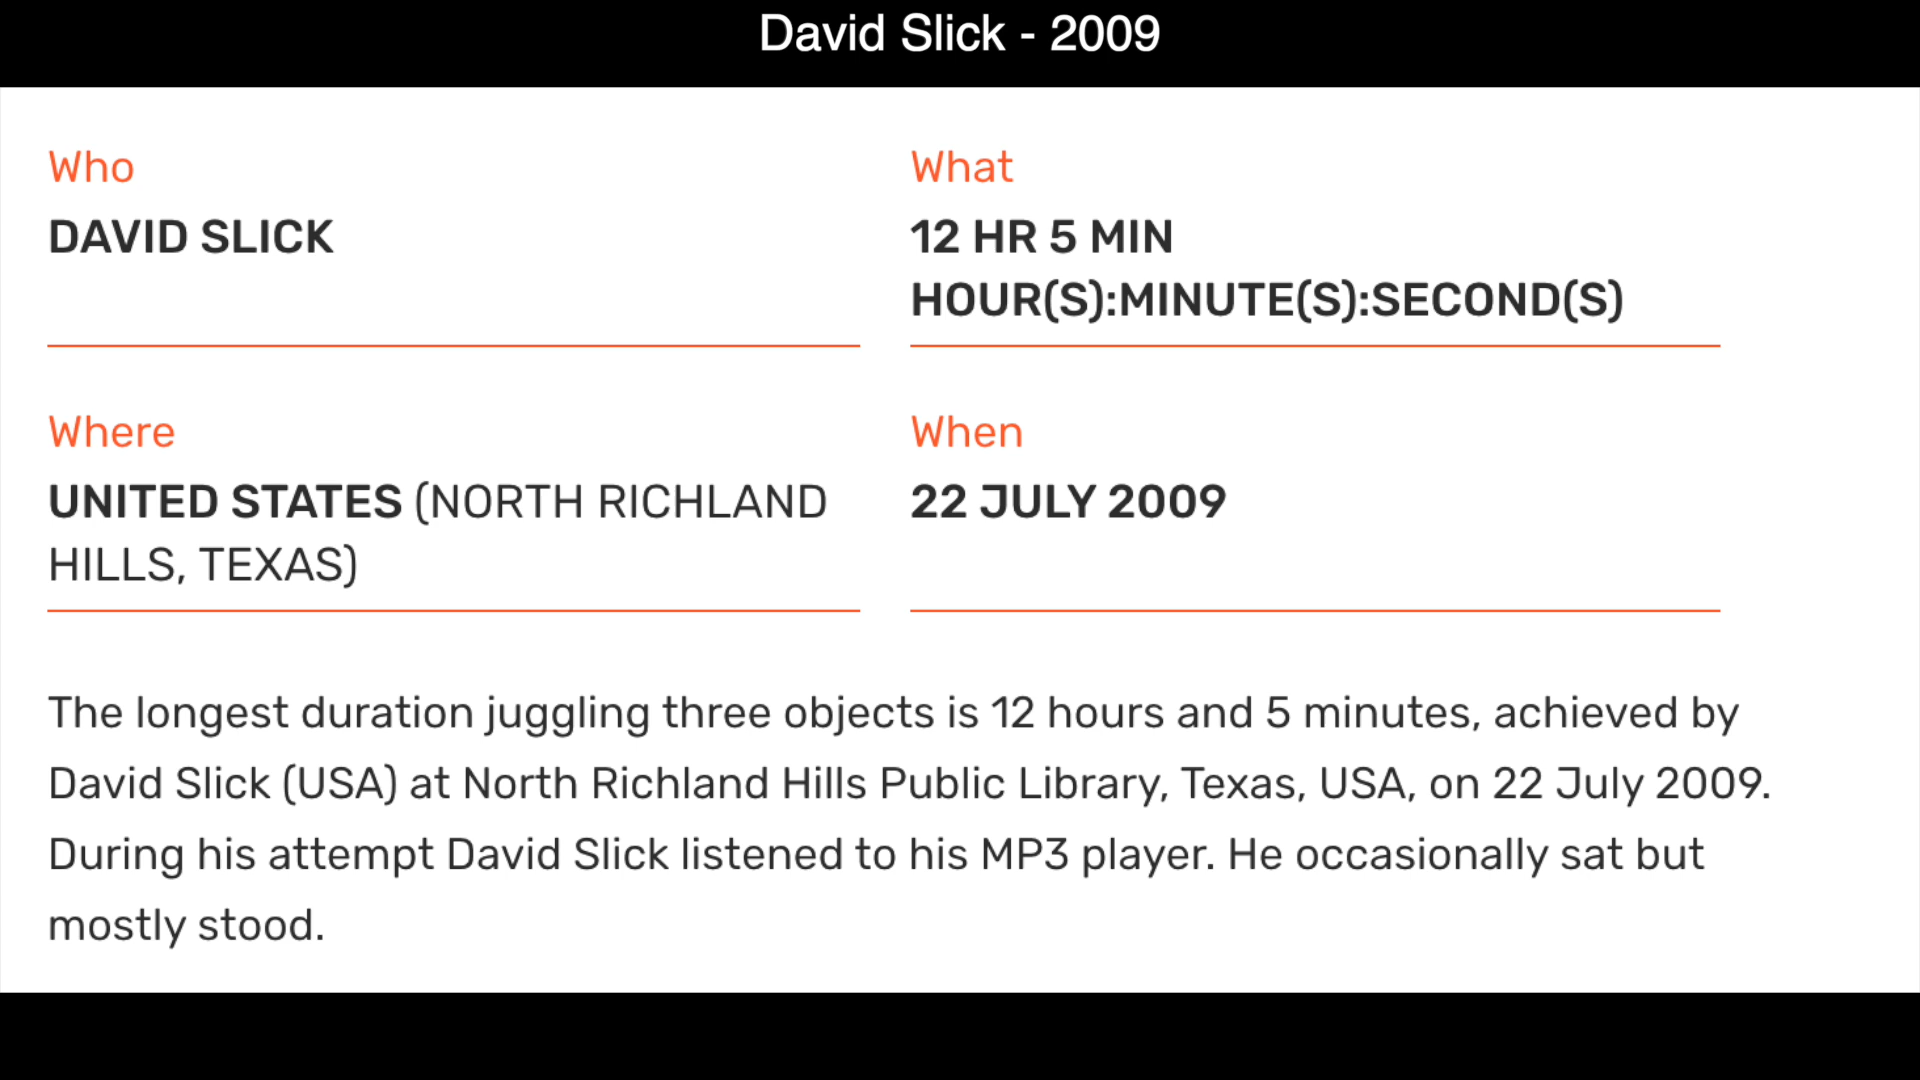 David Slick - 2009
Who
DAVID SLICK
What
12 HR 5 MIN
HOUR(S):MINUTE(S):SECOND(S)
Where
UNITED STATES (NORTH RICHLAND
HILLS, TEXAS)
When
22 JULY 2009
The longest duration juggling three objects is 12 hours and 5 minutes, achieved by
David Slick (USA) at North Richland Hills Public Library, Texas, USA, on 22 July 2009.
During his attempt David Slick listened to his MP3 player. He occasionally sat but
mostly stood.